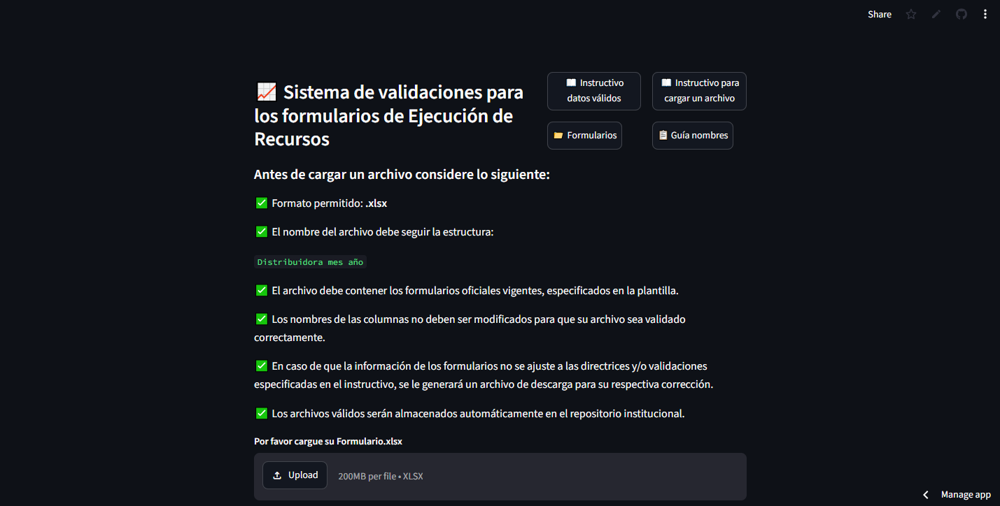 Share
Sistema de validaciones para
los formularios de Ejecución de
Recursos
Instructivo
datos válidos
Instructivo para
cargar un archivo
Formularios
Guía nombres
Antes de cargar un archivo considere lo siguiente:
Formato permitido: .xlsx
El nombre del archivo debe seguir la estructura:
Distribuidora mes año
El archivo debe contener los formularios oficiales vigentes, especificados en la plantilla.
Los nombres de las columnas no deben ser modificados para que su archivo sea validado
correctamente.
En caso de que la información de los formularios no se ajuste a las directrices y/o validaciones
especificadas en el instructivo, se le generará un archivo de descarga para su respectiva corrección.
Los archivos válidos serán almacenados automáticamente en el repositorio institucional.
Por favor cargue su Formulario.xlsx
Upload
200MB per file • XLSX
Manage app